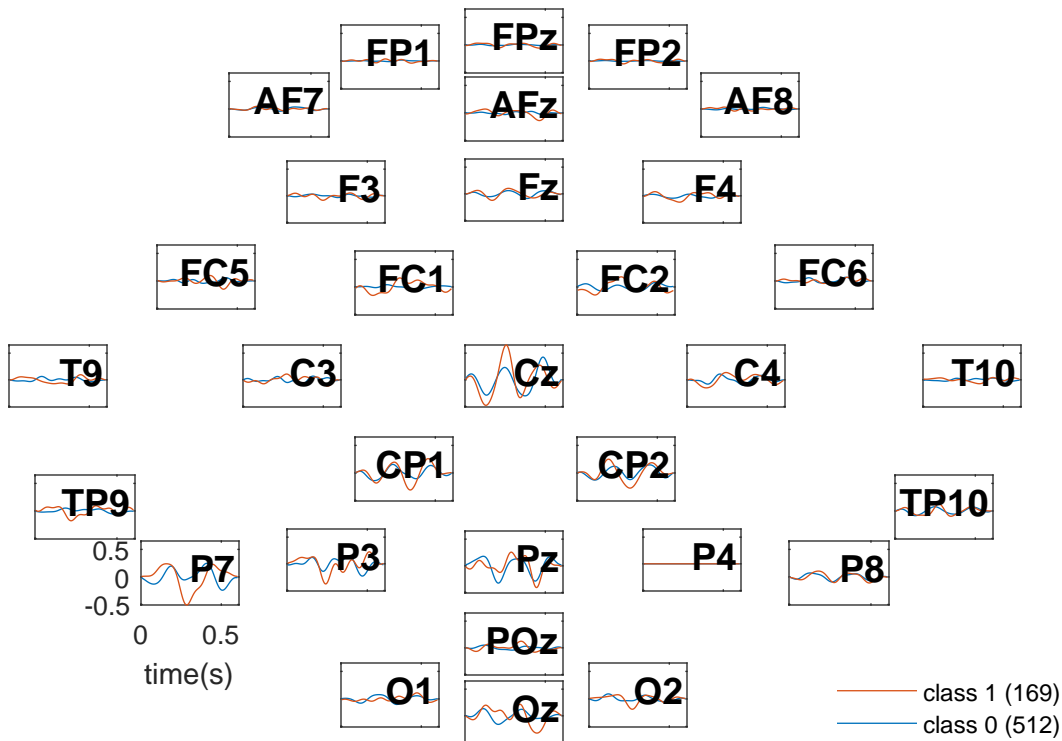 FP1 FPz FP2
AF7 AFz AF8
F3 Fz F4
FC5 FC1 FC2 FC6
T9 C3 Cz C4 T10
CP1 CP2
TP9 TP10
0.5
P7 P3 Pz P4 P8
0
-0.5
0 0.5
time(s)
POz
O1 Oz O2
class 1 (169)
class 0 (512)